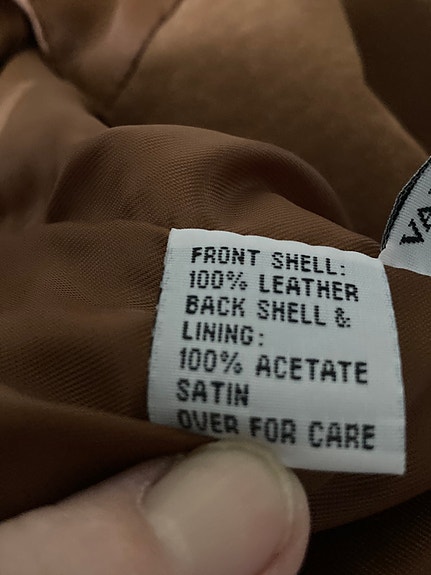 FRONT SHELL:
100% LEATHER
BACK SHELL &
LINING:
100% ACETATE
SATIN
OVER FOR CARE